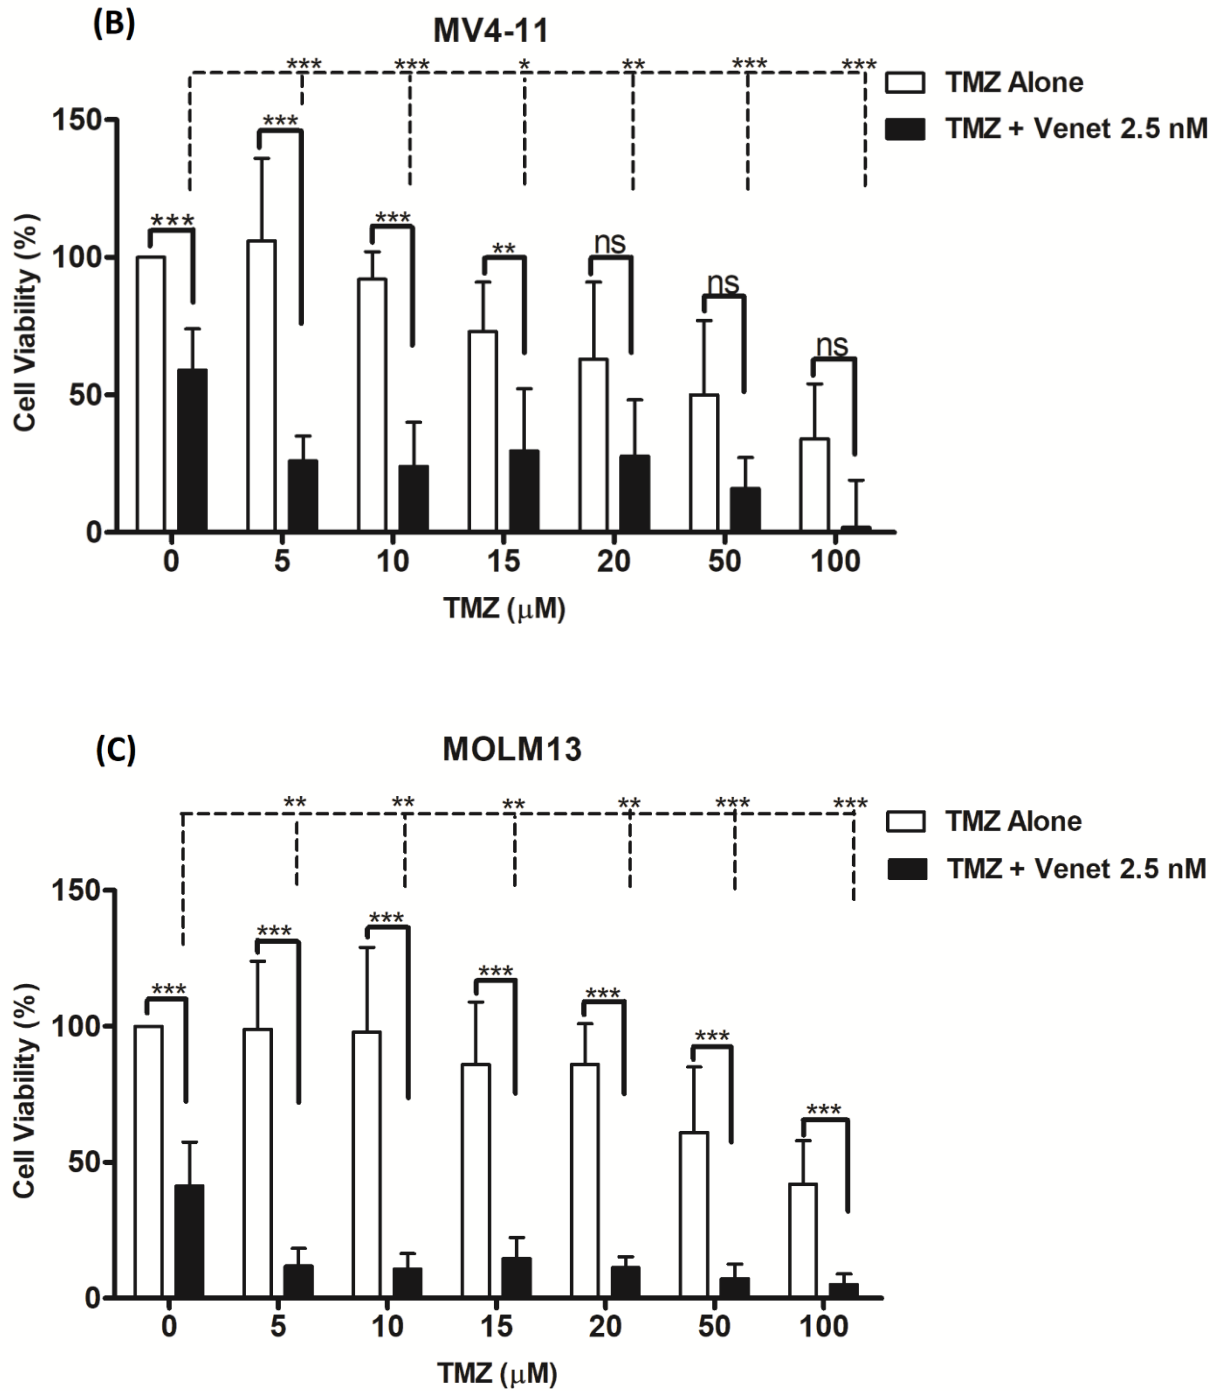 (B)
MV4-11
*** *** * ** *** ***
TMZ Alone
TMZ + Venet 2.5 nM
150
100
50
0
Cell Viability (%)
*** *** *** ** ns ns ns
0 5 10 15 20 50 100
TMZ (μM)
(C)
MOLM13
** ** ** ** *** ***
TMZ Alone
TMZ + Venet 2.5 nM
150
100
50
0
Cell Viability (%)
*** *** *** *** *** *** ***
0 5 10 15 20 50 100
TMZ (μM)